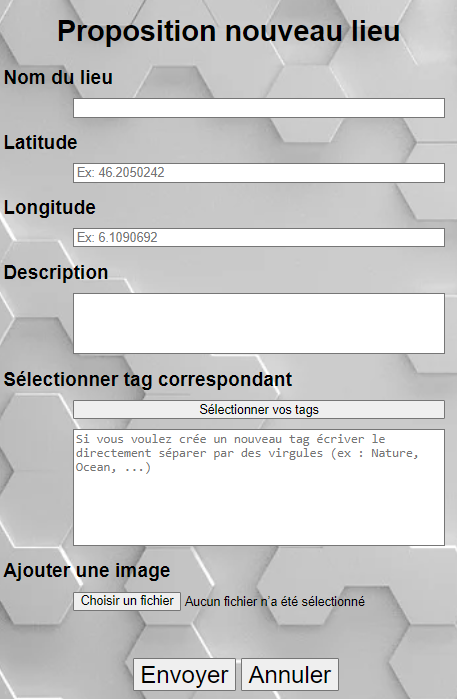 Proposition nouveau lieu
Nom du lieu
Latitude
Ex: 46.2050242
Longitude
Ex: 6.1090692
Description
Sélectionner tag correspondant
Sélectionner vos tags
Si vous voulez crée un nouveau tag écriver le
directement séparer par des virgules (ex : Nature,
Ocean, ...)
Ajouter une image
Choisir un fichier Aucun fichier n'a été sélectionné
Envoyer Annuler